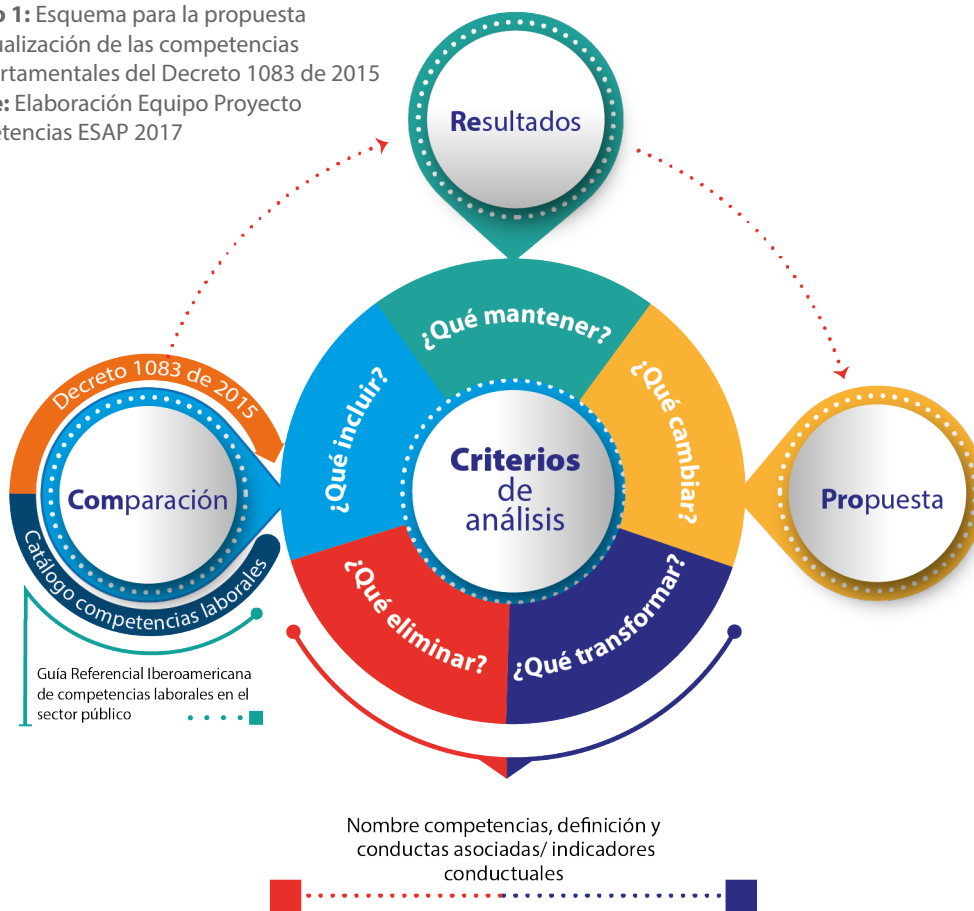 o 1: Esquema para la propuesta
ualización de las competencias
rtamentales del Decreto 1083 de 2015
e: Elaboración Equipo Proyecto
etencias ESAP 2017
Resultados
¿Qué mantener?
¿Qué incluir?
¿Qué cambiar?
Decreto 1083 de 2015
Comparación
Catálogo competencias laborales
Criterios
de
análisis
Propuesta
¿Qué eliminar?
¿Qué transformar?
Guía Referencial Iberoamericana
de competencias laborales en el
sector público
Nombre competencias, definición y
conductas asociadas/ indicadores
conductuales